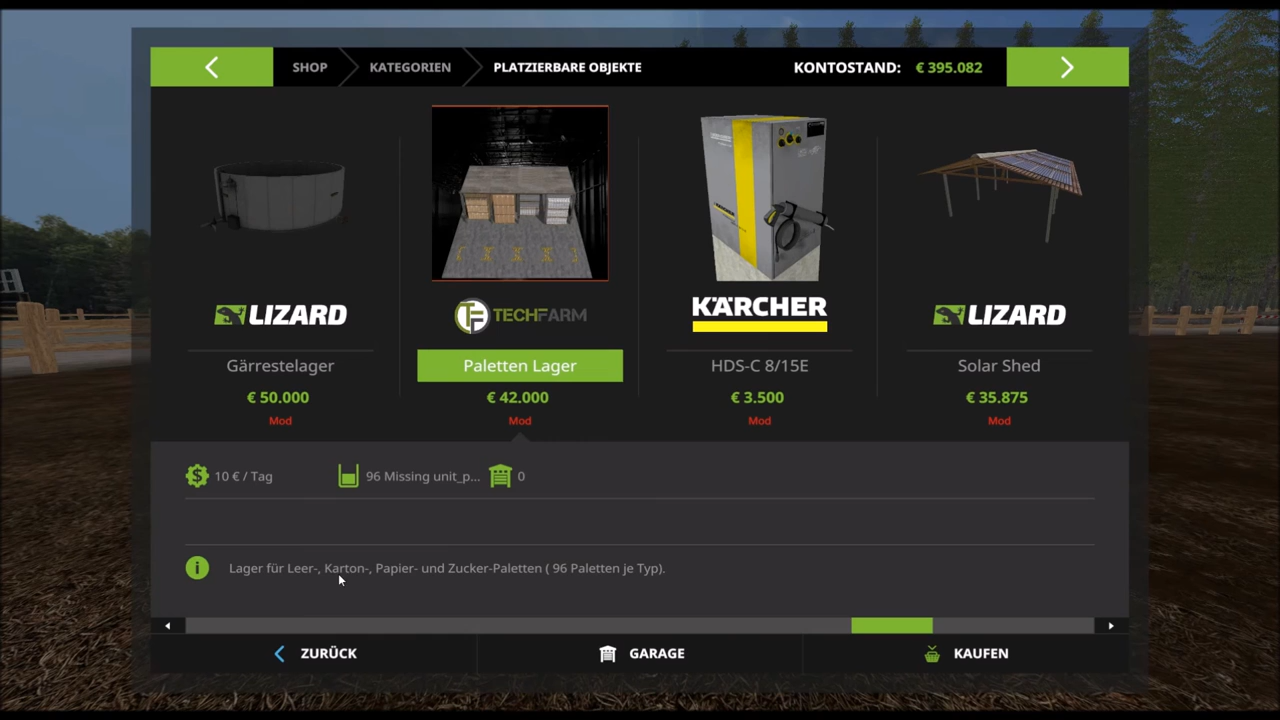 SHOP KATEGORIEN PLATZIERBARE OBJEKTE KONTOSTAND: € 395.082
LIZARD TECHFARM KÄRCHER LIZARD
Gärrestelager Paletten Lager HDS-C 8/15E Solar Shed
€ 50.000 € 42.000 € 3.500 € 35.875
Mod Mod Mod Mod
10 € / Tag 96 Missing unit_p... 0
Lager für Leer-, Karton-, Papier- und Zucker-Paletten ( 96 Paletten je Typ).
ZURÜCK GARAGE KAUFEN